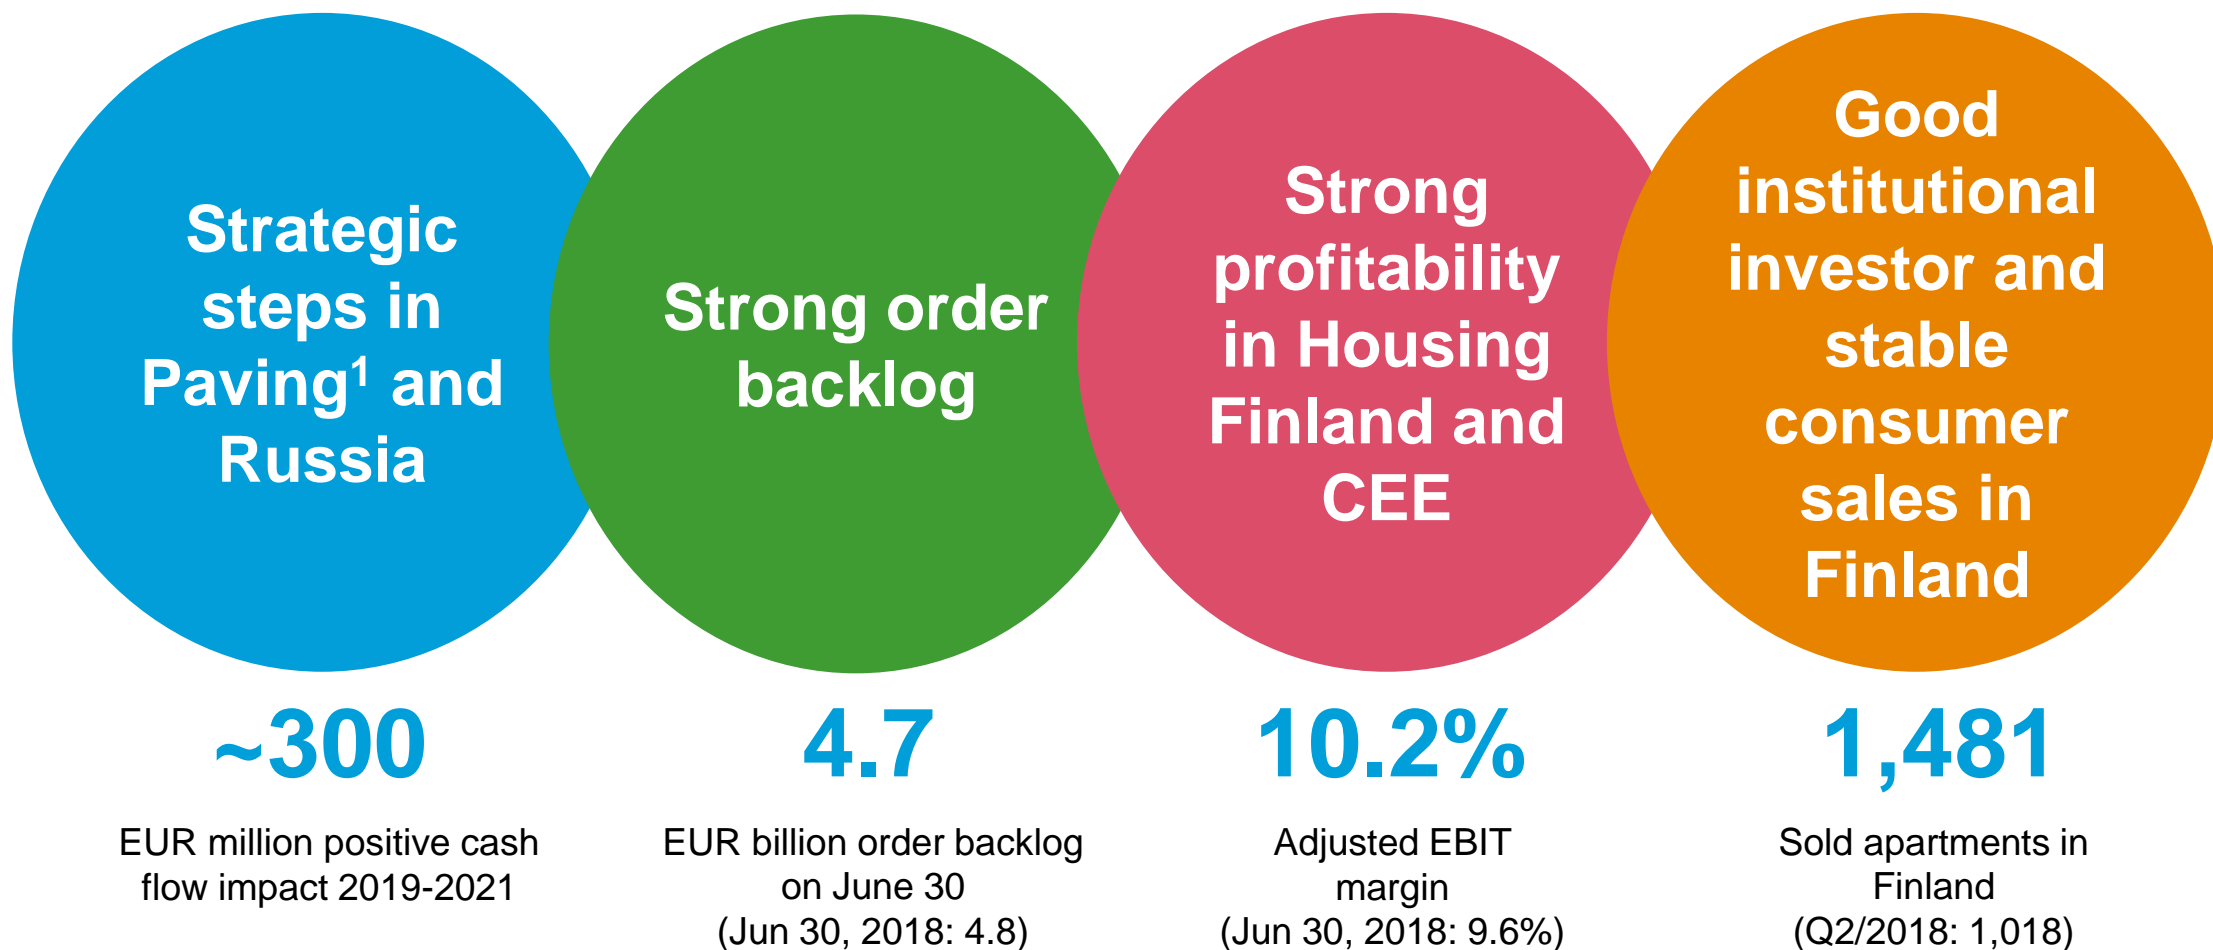 Strategic
steps in
Paving¹ and
Russia
Strong order
backlog
Strong
profitability
in Housing
Finland and
CEE
Good
institutional
investor and
stable
consumer
sales in
Finland
~300
EUR million positive cash
flow impact 2019-2021
4.7
EUR billion order backlog
on June 30
(Jun 30, 2018: 4.8)
10.2%
Adjusted EBIT
margin
(Jun 30, 2018: 9.6%)
1,481
Sold apartments in
Finland
(Q2/2018: 1,018)